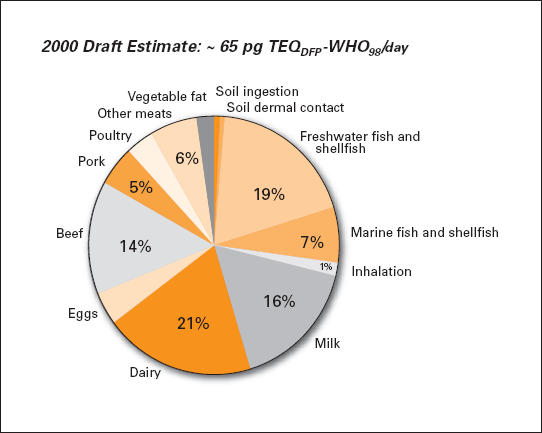 2000 Draft Estimate: ~ 65 pg TEQDFP-WHO98/day
Vegetable fat
Soil ingestion
Other meats
Soil dermal contact
Poultry
Freshwater fish and
shellfish
Pork
6%
5%
19%
Beef
14%
7%
Marine fish and shellfish
1%
Inhalation
16%
Eggs
21%
Milk
Dairy